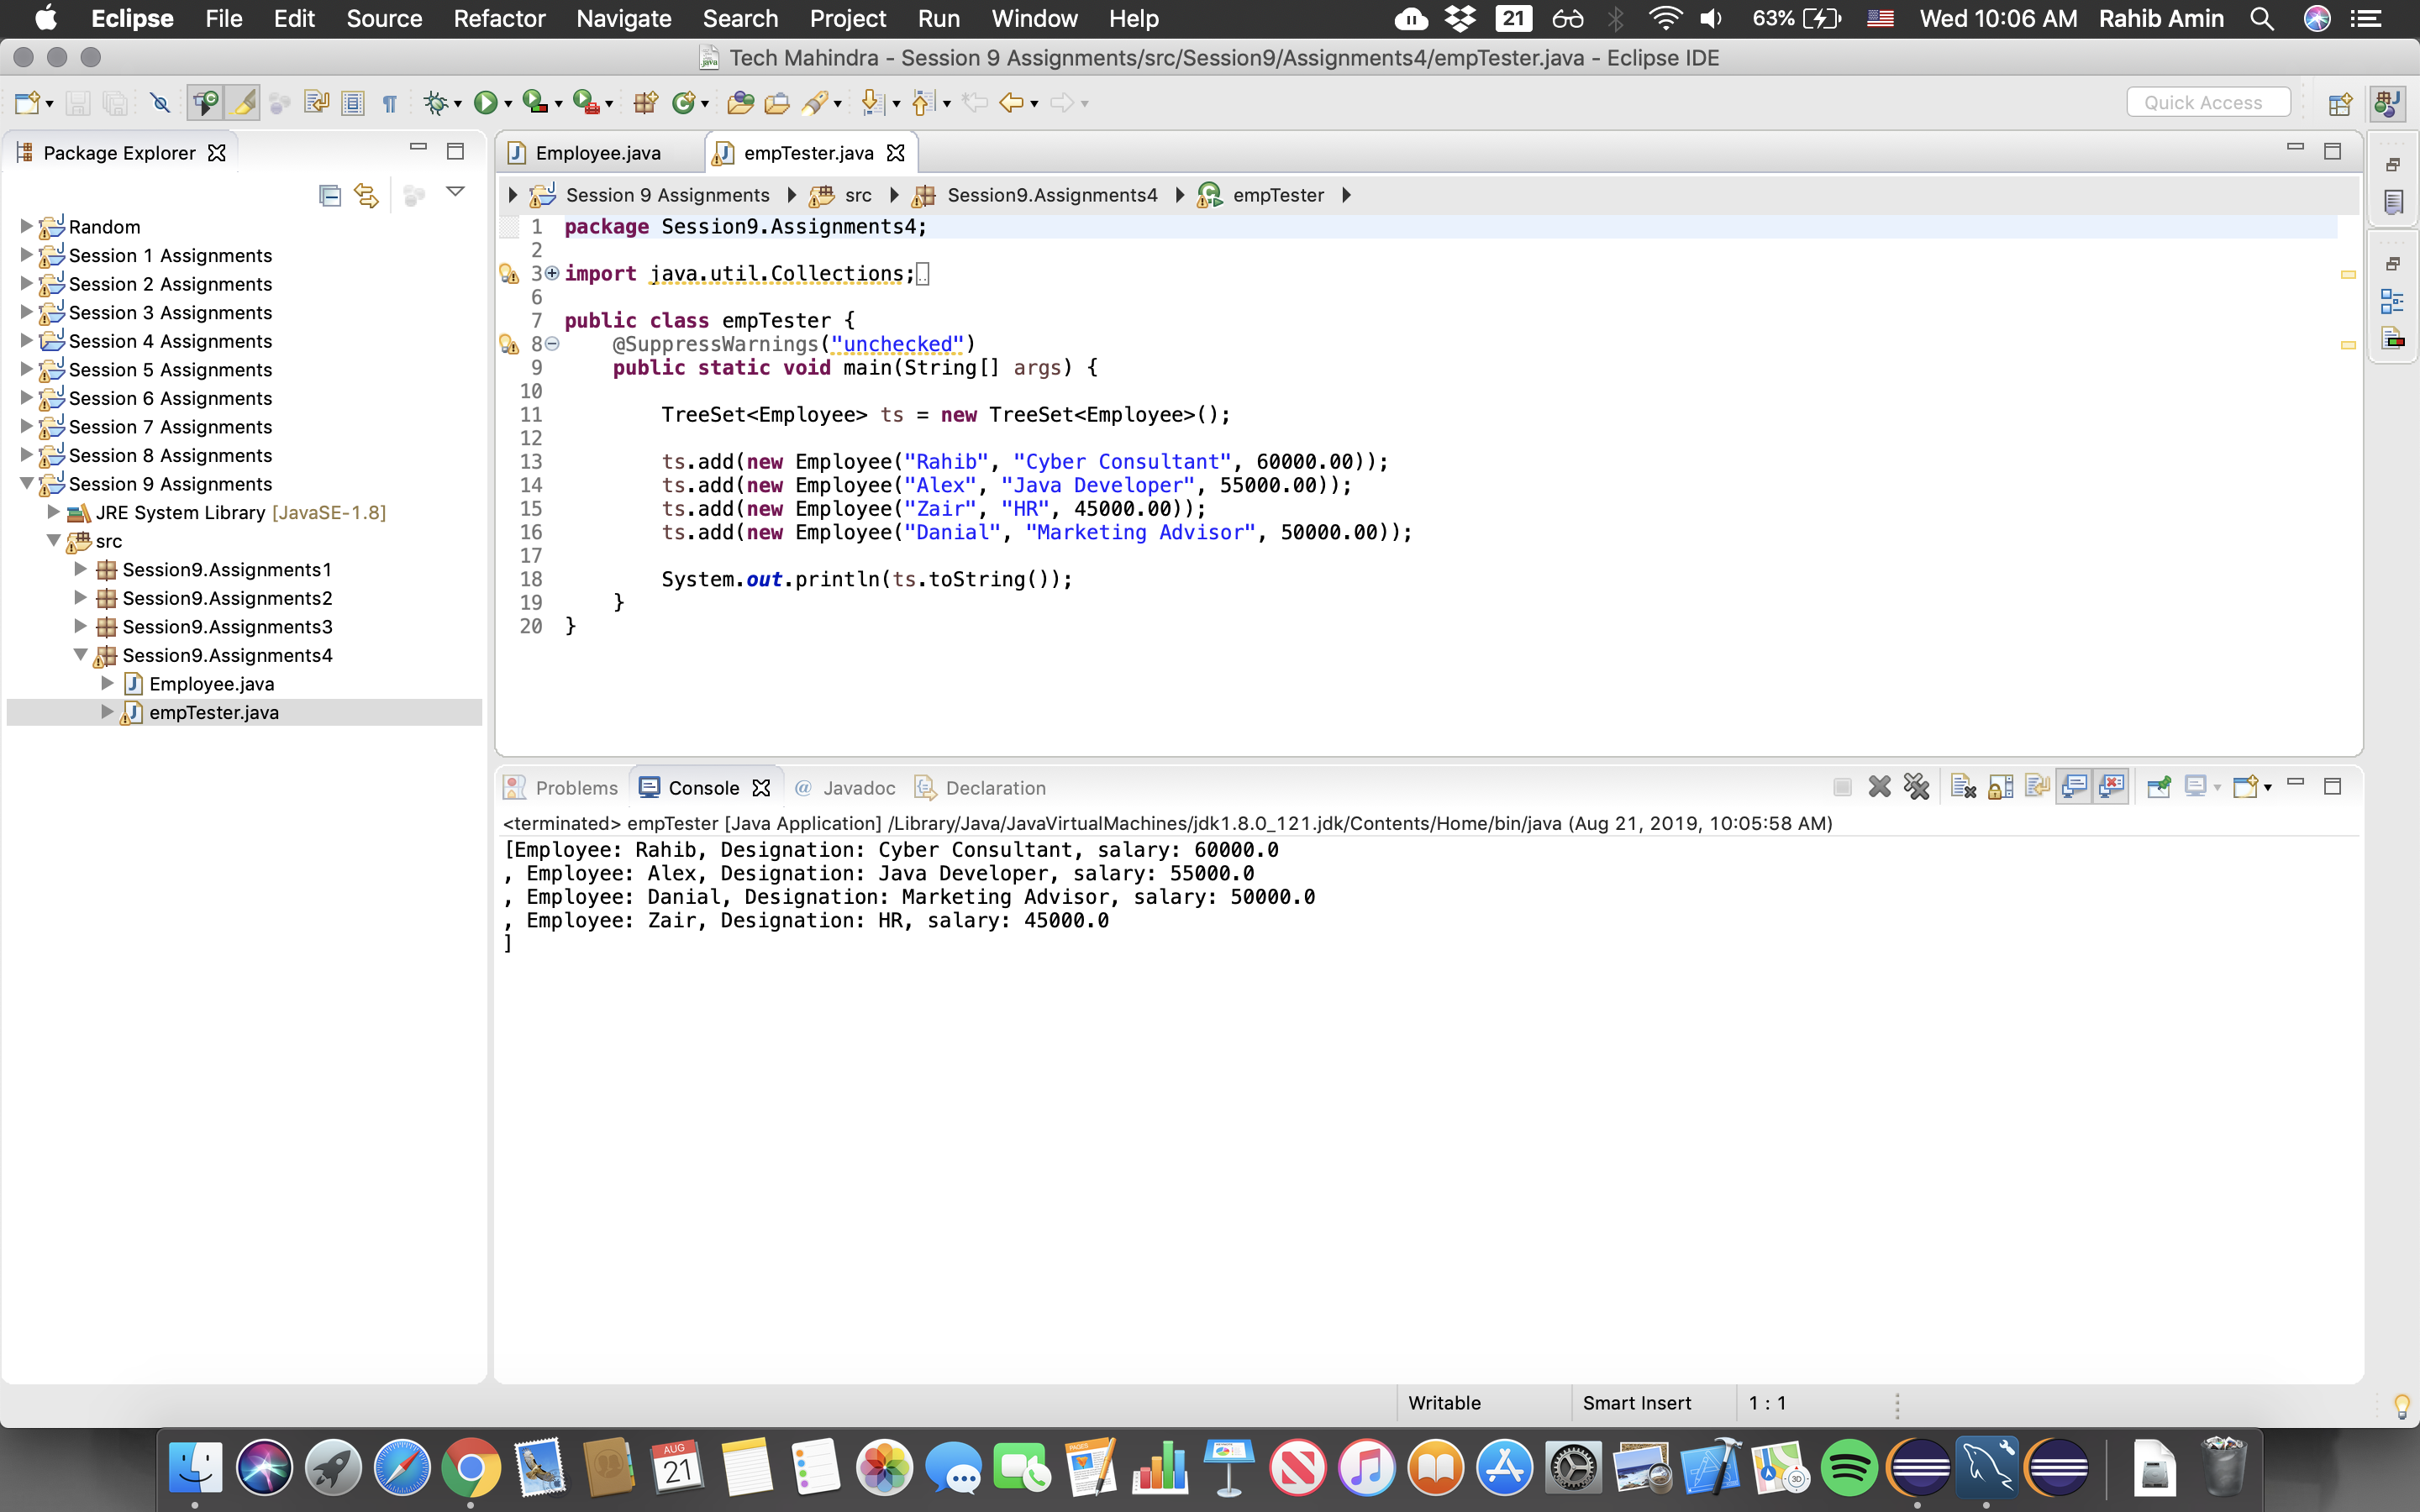 Eclipse File Edit Source Refactor Navigate Search Project Run Window Help 21 63% Wed 10:06 AM Rahib Amin
Tech Mahindra - Session 9 Assignments/src/Session9/Assignments4/empTester.java - Eclipse IDE
Quick Access
Package Explorer
Random
Session 1 Assignments
Session 2 Assignments
Session 3 Assignments
Session 4 Assignments
Session 5 Assignments
Session 6 Assignments
Session 7 Assignments
Session 8 Assignments
Session 9 Assignments
JRE System Library [JavaSE-1.8]
src
Session9.Assignments1
Session9.Assignments2
Session9.Assignments3
Session9.Assignments4
Employee.java
empTester.java
Employee.java empTester.java
Session 9 Assignments src Session9.Assignments4 empTester
1 package Session9.Assignments4;
2
3 import java.util.Collections;
6
7 public class empTester {
8 @SuppressWarnings("unchecked")
9 public static void main(String[] args) {
10
11 TreeSet<Employee> ts = new TreeSet<Employee>();
12
13 ts.add(new Employee("Rahib", "Cyber Consultant", 60000.00));
14 ts.add(new Employee("Alex", "Java Developer", 55000.00));
15 ts.add(new Employee("Zair", "HR", 45000.00));
16 ts.add(new Employee("Danial", "Marketing Advisor", 50000.00));
17
18 System.out.println(ts.toString());
19 }
20 }
Problems Console @ Javadoc Declaration
<terminated> empTester [Java Application] /Library/Java/JavaVirtualMachines/jdk1.8.0_121.jdk/Contents/Home/bin/java (Aug 21, 2019, 10:05:58 AM)
[Employee: Rahib, Designation: Cyber Consultant, salary: 60000.0
, Employee: Alex, Designation: Java Developer, salary: 55000.0
, Employee: Danial, Designation: Marketing Advisor, salary: 50000.0
, Employee: Zair, Designation: HR, salary: 45000.0
]
Writable Smart Insert 1 : 1
AUG
21
PAGES
3D